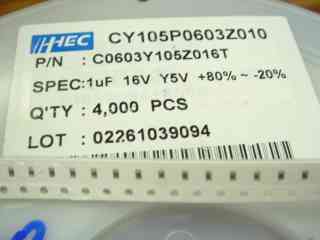 HEC CY105P0603Z010
P/N : C0603Y105Z016T
SPEC:1uF 16V Y5V +80% ~ -20%
Q'TY : 4,000 PCS
LOT : 02261039094